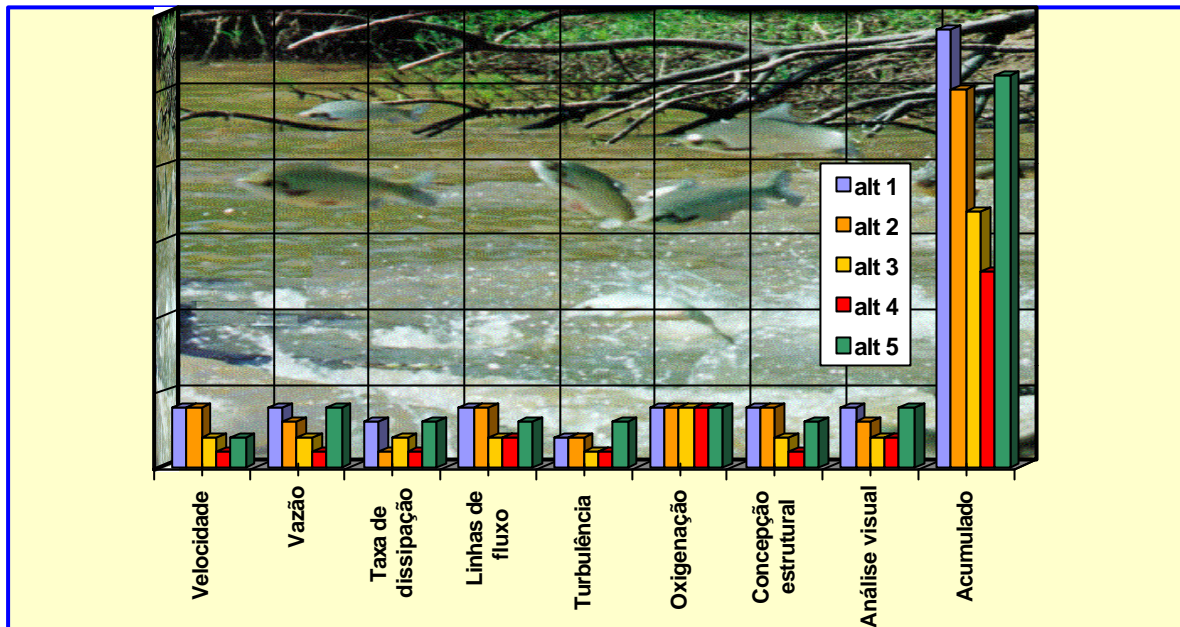 alt 1
alt 2
alt 3
alt 4
alt 5
Velocidade
Vazão
Taxa de
dissipação
Linhas de
fluxo
Turbulência
Oxigenação
Concepção
estrutural
Análise visual
Acumulado